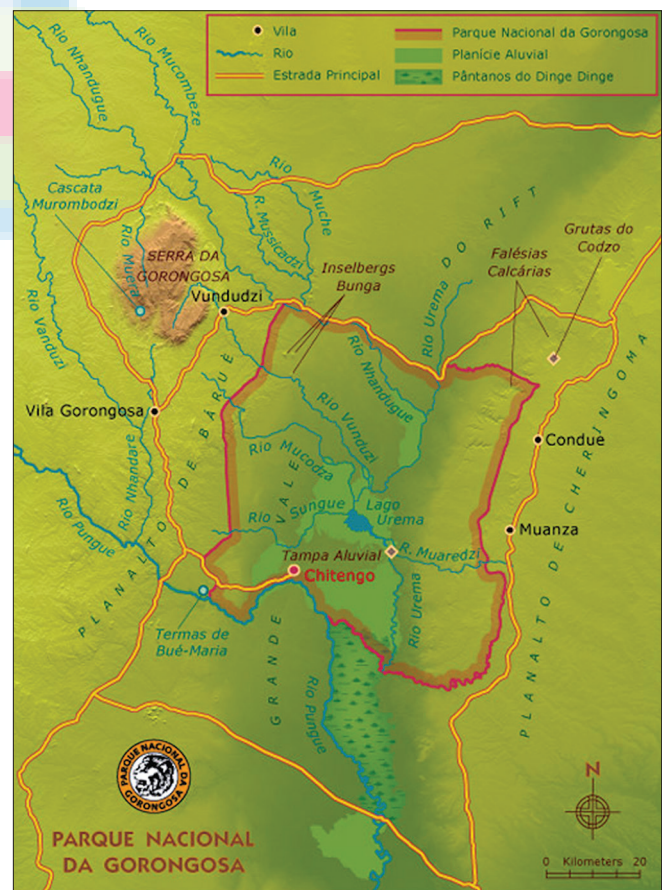 Vila
Rio
Estrada Principal
Parque Nacional da Gorongosa
Planície Aluvial
Pântanos do Dinge Dinge
Rio Mucombeze
Rio Nhandugue
Cascata
Murombodzi
Rio Muche
R. Mussicadzi
Rio Muera
SERRA DA
GORONGOSA
Vundudzi
Inselbergs
Bunga
Rio Urema
DO RIFT
Falésias
Calcárias
Grutas do
Codzo
Rio Vanduzi
Rio Nhandugue
Vila Gorongosa
Rio Vunduzi
Rio Mucodza
Condue
Rio Nhandare
PLANALTO DE BÁRUÈ
VALE
Rio Sungue
Lago
Urema
Muanza
Rio Pungue
Tampa Aluvial
R. Muaredzi
Chitengo
Rio Urema
PLANALTO DE CHERINGOMA
Termas de
Bué-Maria
GRANDE
Rio Pungue
PARQUE NACIONAL DA
GORONGOSA
PARQUE NACIONAL
DA GORONGOSA
N
0 Kilometers 20